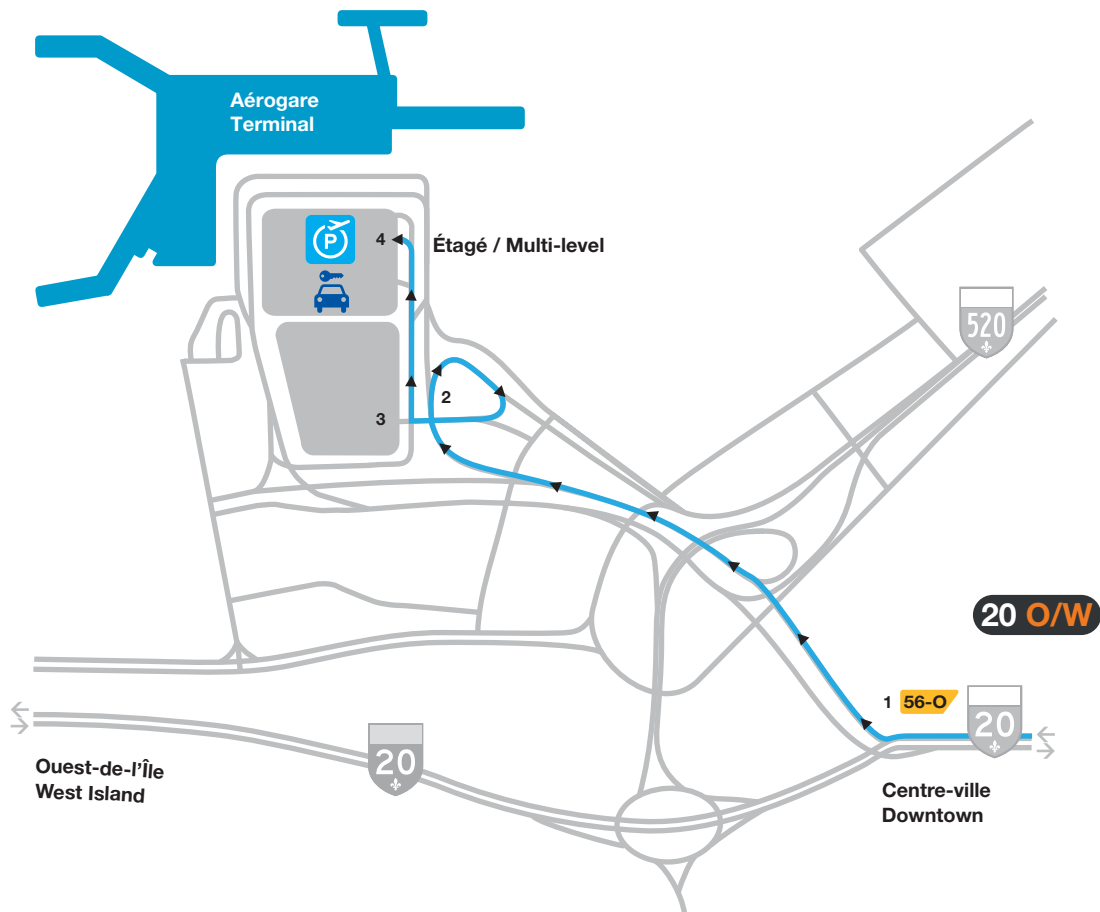 Aérogare
Terminal
P
4
Étagé / Multi-level
520
2
3
20 O/W
1 56-O
20
20
Ouest-de-l'Île
West Island
Centre-ville
Downtown